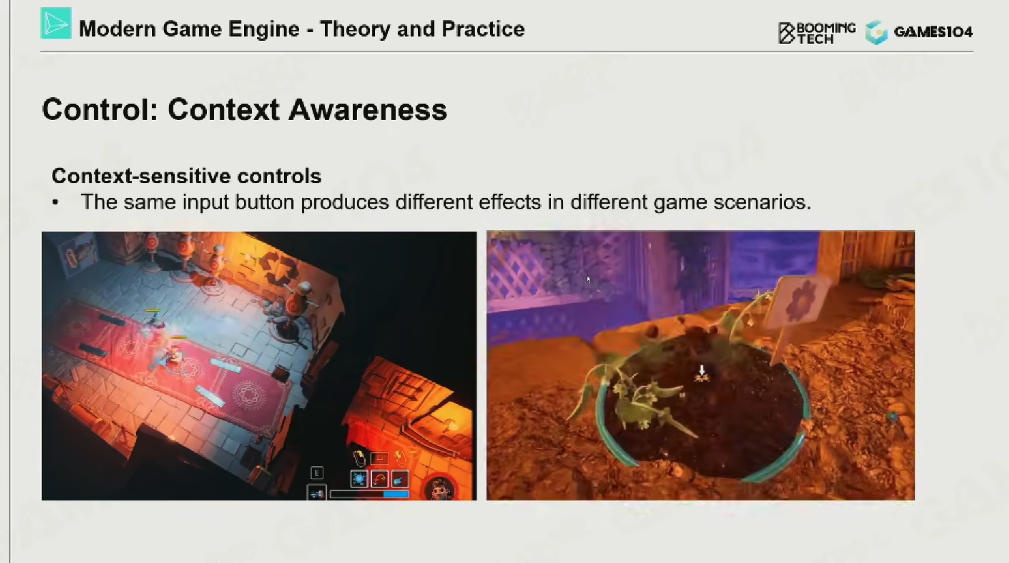 Modern Game Engine - Theory and Practice
BOOMING
TECH
GAMES104
Control: Context Awareness
Context-sensitive controls
• The same input button produces different effects in different game scenarios.